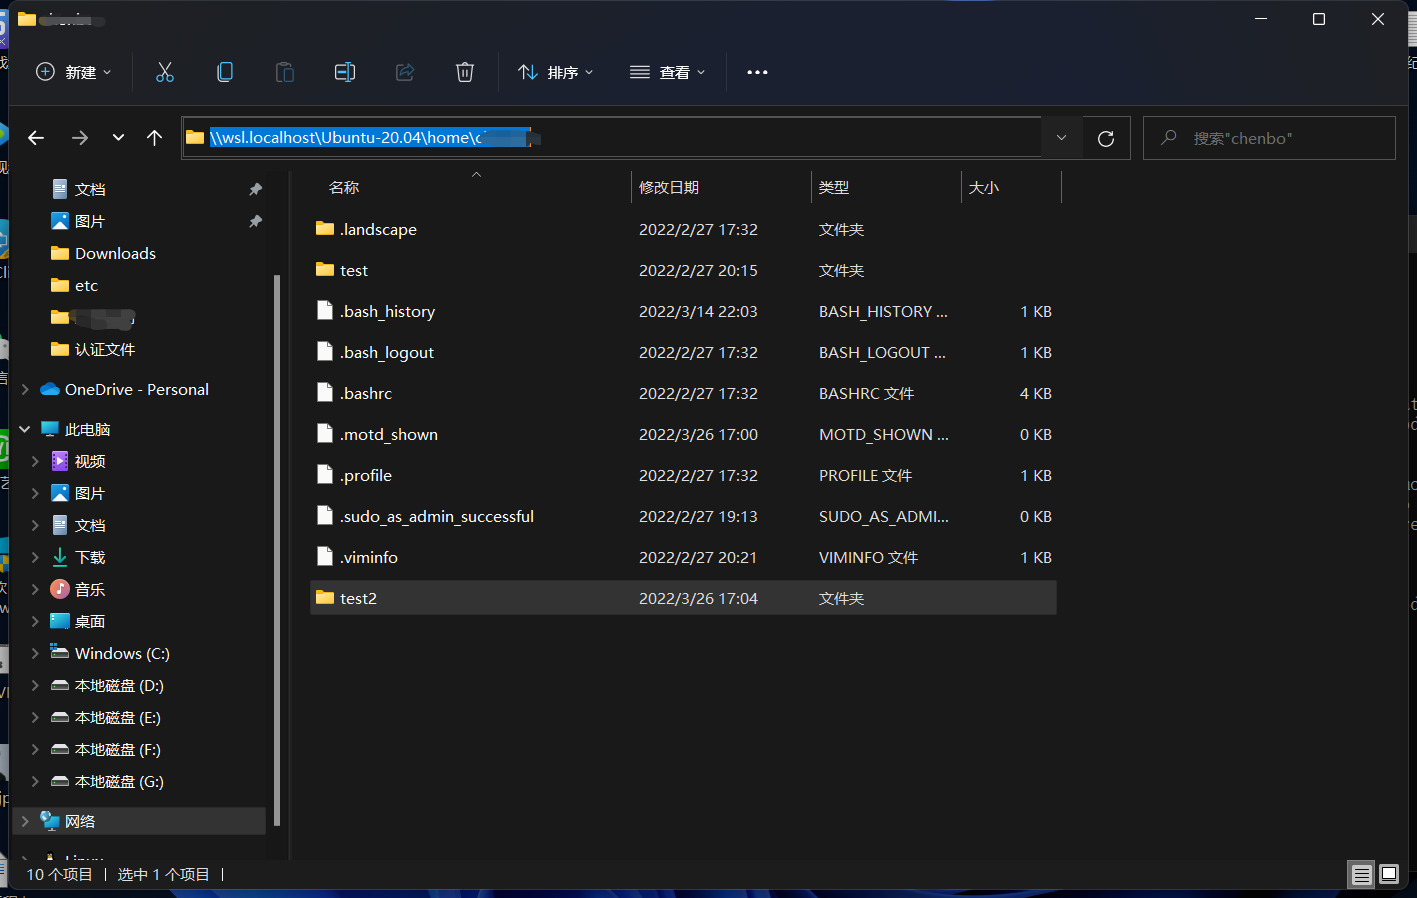 新建
排序
查看
\\wsl.localhost\Ubuntu-20.04\home\c
搜索"chenbo"
文档
图片
Downloads
etc
认证文件
OneDrive - Personal
此电脑
视频
图片
文档
下载
音乐
桌面
Windows (C:)
本地磁盘 (D:)
本地磁盘 (E:)
本地磁盘 (F:)
本地磁盘 (G:)
网络
Linux
名称 修改日期 类型 大小
.landscape 2022/2/27 17:32 文件夹
test 2022/2/27 20:15 文件夹
.bash_history 2022/3/14 22:03 BASH_HISTORY ... 1 KB
.bash_logout 2022/2/27 17:32 BASH_LOGOUT ... 1 KB
.bashrc 2022/2/27 17:32 BASHRC 文件 4 KB
.motd_shown 2022/3/26 17:00 MOTD_SHOWN ... 0 KB
.profile 2022/2/27 17:32 PROFILE 文件 1 KB
.sudo_as_admin_successful 2022/2/27 19:13 SUDO_AS_ADMI... 0 KB
.viminfo 2022/2/27 20:21 VIMINFO 文件 1 KB
test2 2022/3/26 17:04 文件夹
10 个项目 选中 1 个项目